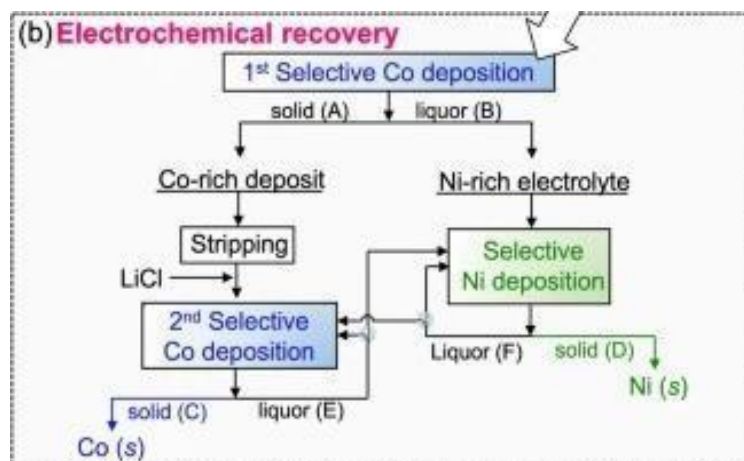 (b) Electrochemical recovery
1st Selective Co deposition
solid (A)
liquor (B)
Co-rich deposit
Ni-rich electrolyte
Stripping
LiCl
Selective
Ni deposition
2nd Selective
Co deposition
Liquor (F)
solid (D)
Ni (s)
solid (C)
liquor (E)
Co (s)